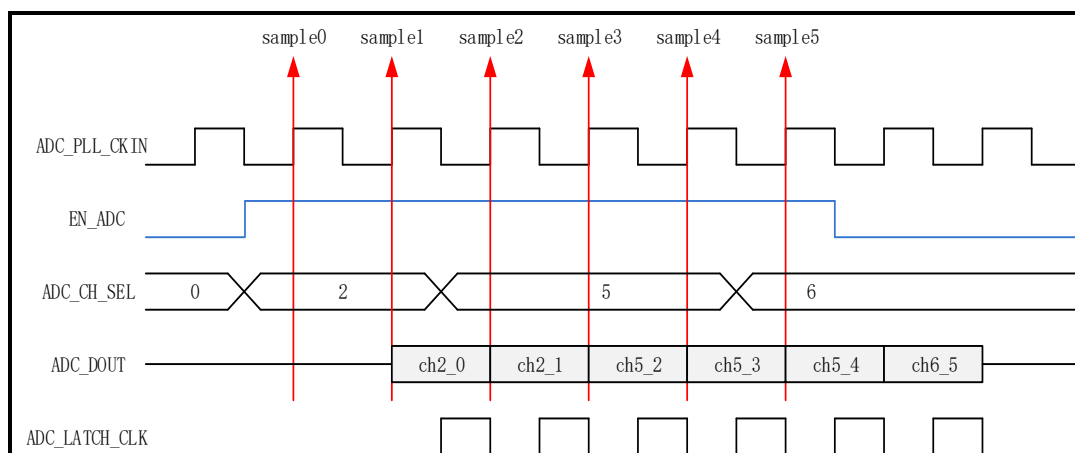 sample0 sample1 sample2 sample3 sample4 sample5
ADC_PLL_CKIN
EN_ADC
ADC_CH_SEL 0 2 5 6
ADC_DOUT ch2_0 ch2_1 ch5_2 ch5_3 ch5_4 ch6_5
ADC_LATCH_CLK